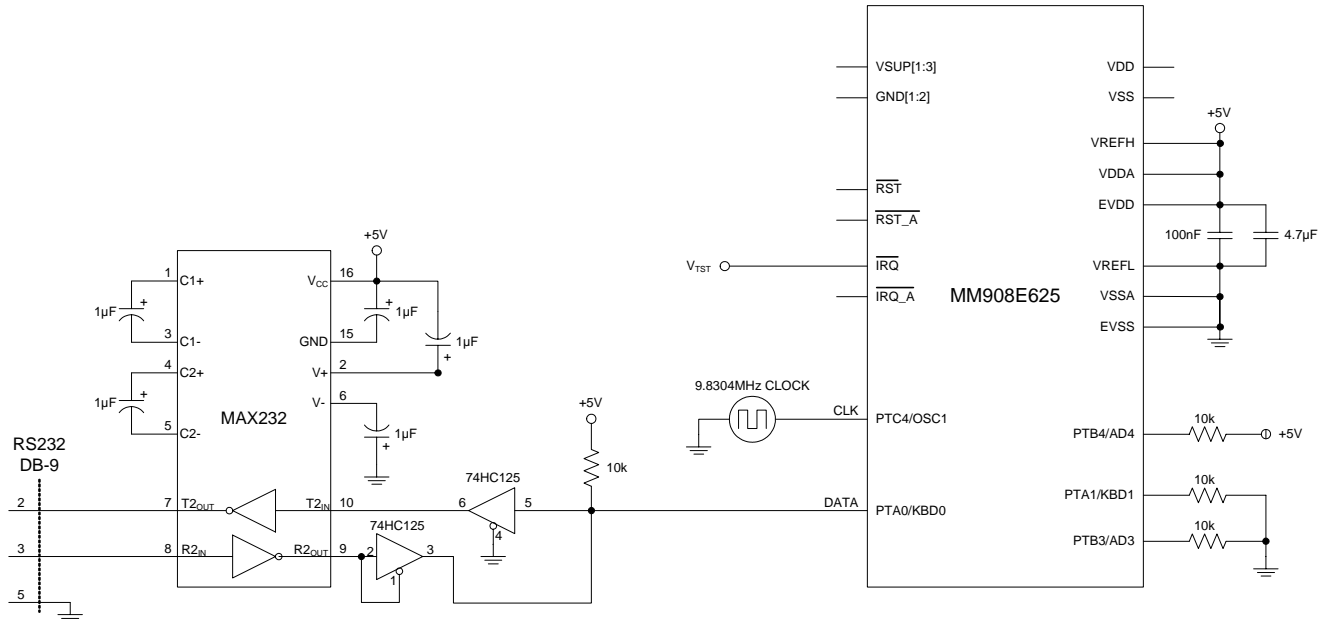 VSUP[1:3]
VDD
GND[1:2]
VSS
+5V
VREFH
VDDA
RST
EVDD
RST_A
100nF
4.7µF
+5V
V_TST
IRQ
VREFL
1
C1+
V_CC
16
IRQ_A
MM908E625
VSSA
1µF
+
+
1µF
3
C1-
GND
15
EVSS
1µF
4
C2+
V+
2
+
+
1µF
MAX232
V-
6
9.8304MHz CLOCK
+5V
5
C2-
1µF
+
CLK
PTC4/OSC1
10k
RS232
DB-9
PTB4/AD4
+5V
10k
74HC125
10k
2
7
T2OUT
T2IN
10
6
5
DATA
PTA0/KBD0
PTA1/KBD1
4
74HC125
10k
3
8
R2IN
R2OUT
9
2
3
PTB3/AD3
1
5